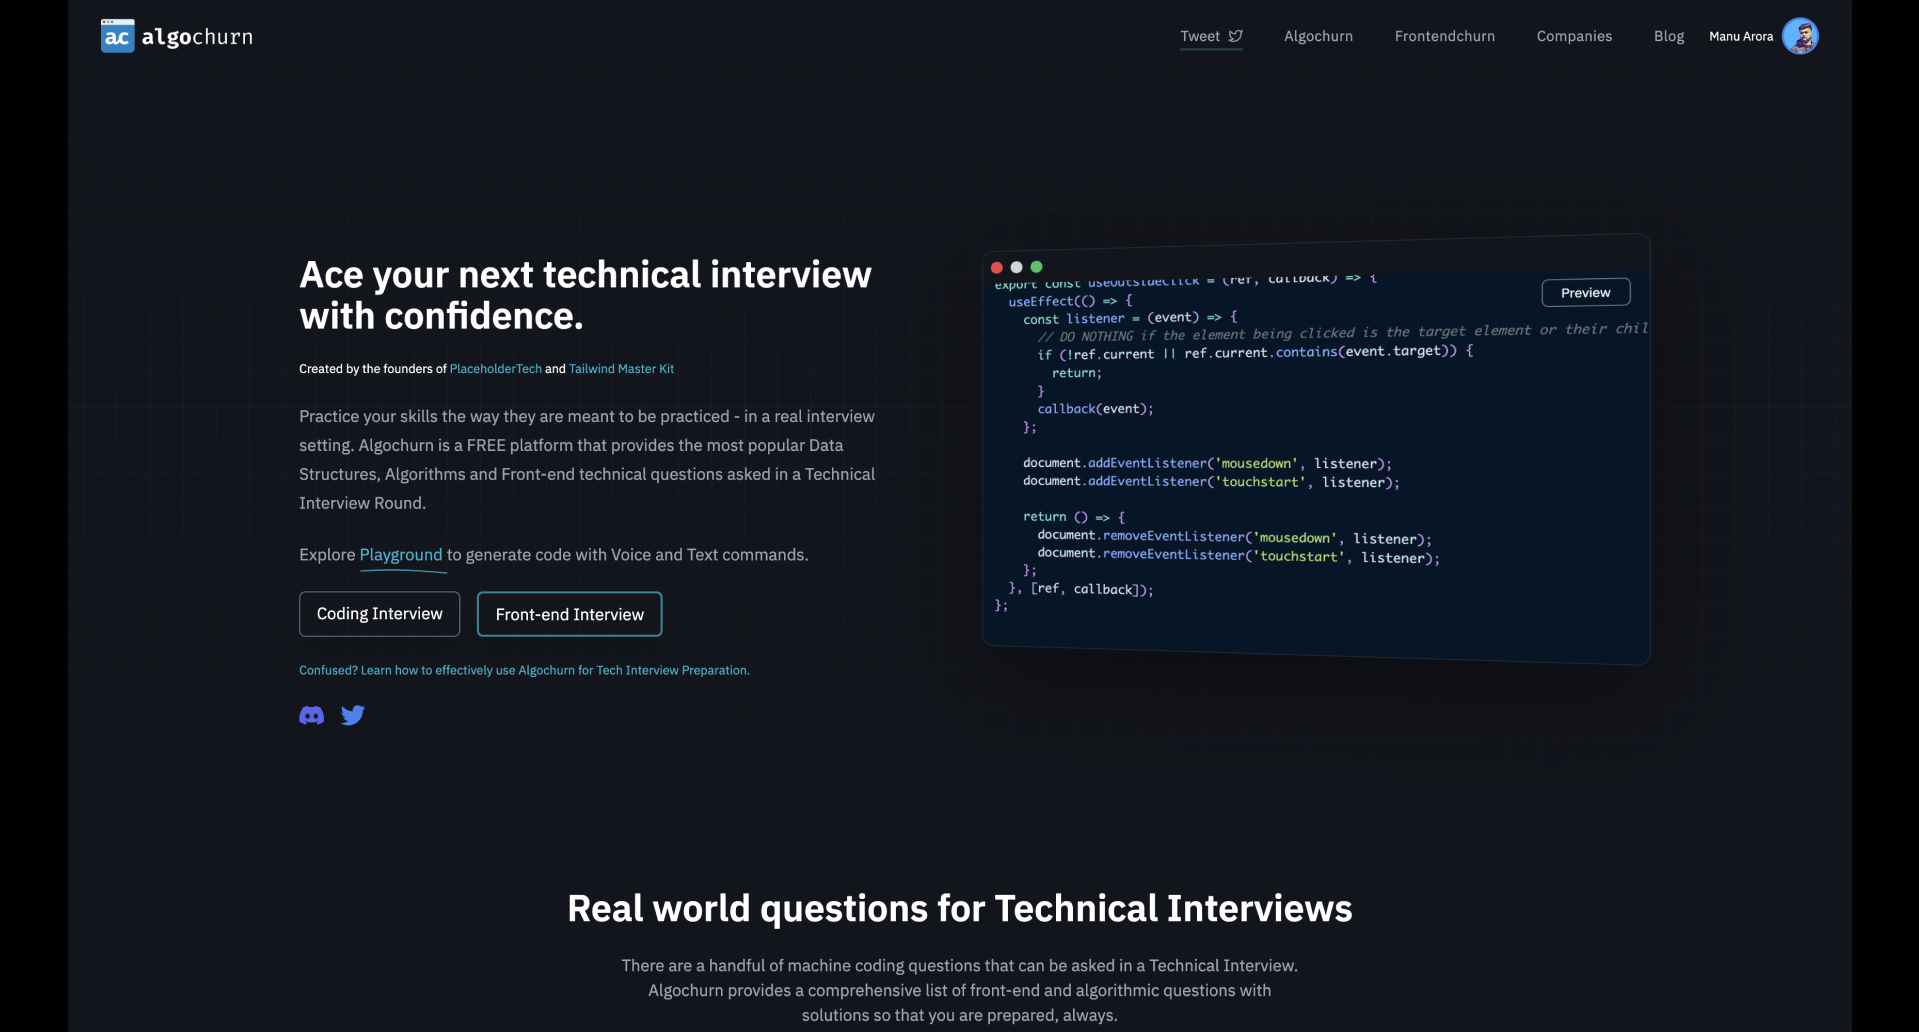 ac algochurn
Tweet
Algochurn
Frontendchurn
Companies
Blog
Manu Arora
Ace your next technical interview
with confidence.
Created by the founders of PlaceholderTech and Tailwind Master Kit
Practice your skills the way they are meant to be practiced - in a real interview
setting. Algochurn is a FREE platform that provides the most popular Data
Structures, Algorithms and Front-end technical questions asked in a Technical
Interview Round.
Explore Playground to generate code with Voice and Text commands.
Coding Interview
Front-end Interview
Confused? Learn how to effectively use Algochurn for Tech Interview Preparation.
export const useOutsideClick = (ref, callback) => {
Preview
useEffect(() => {
const listener = (event) => {
// DO NOTHING if the element being clicked is the target element or their chil
if (!ref.current || ref.current.contains(event.target)) {
return;
}
callback(event);
};
document.addEventListener('mousedown', listener);
document.addEventListener('touchstart', listener);
return () => {
document.removeEventListener('mousedown', listener);
document.removeEventListener('touchstart', listener);
};
}, [ref, callback]);
};
Real world questions for Technical Interviews
There are a handful of machine coding questions that can be asked in a Technical Interview.
Algochurn provides a comprehensive list of front-end and algorithmic questions with
solutions so that you are prepared, always.